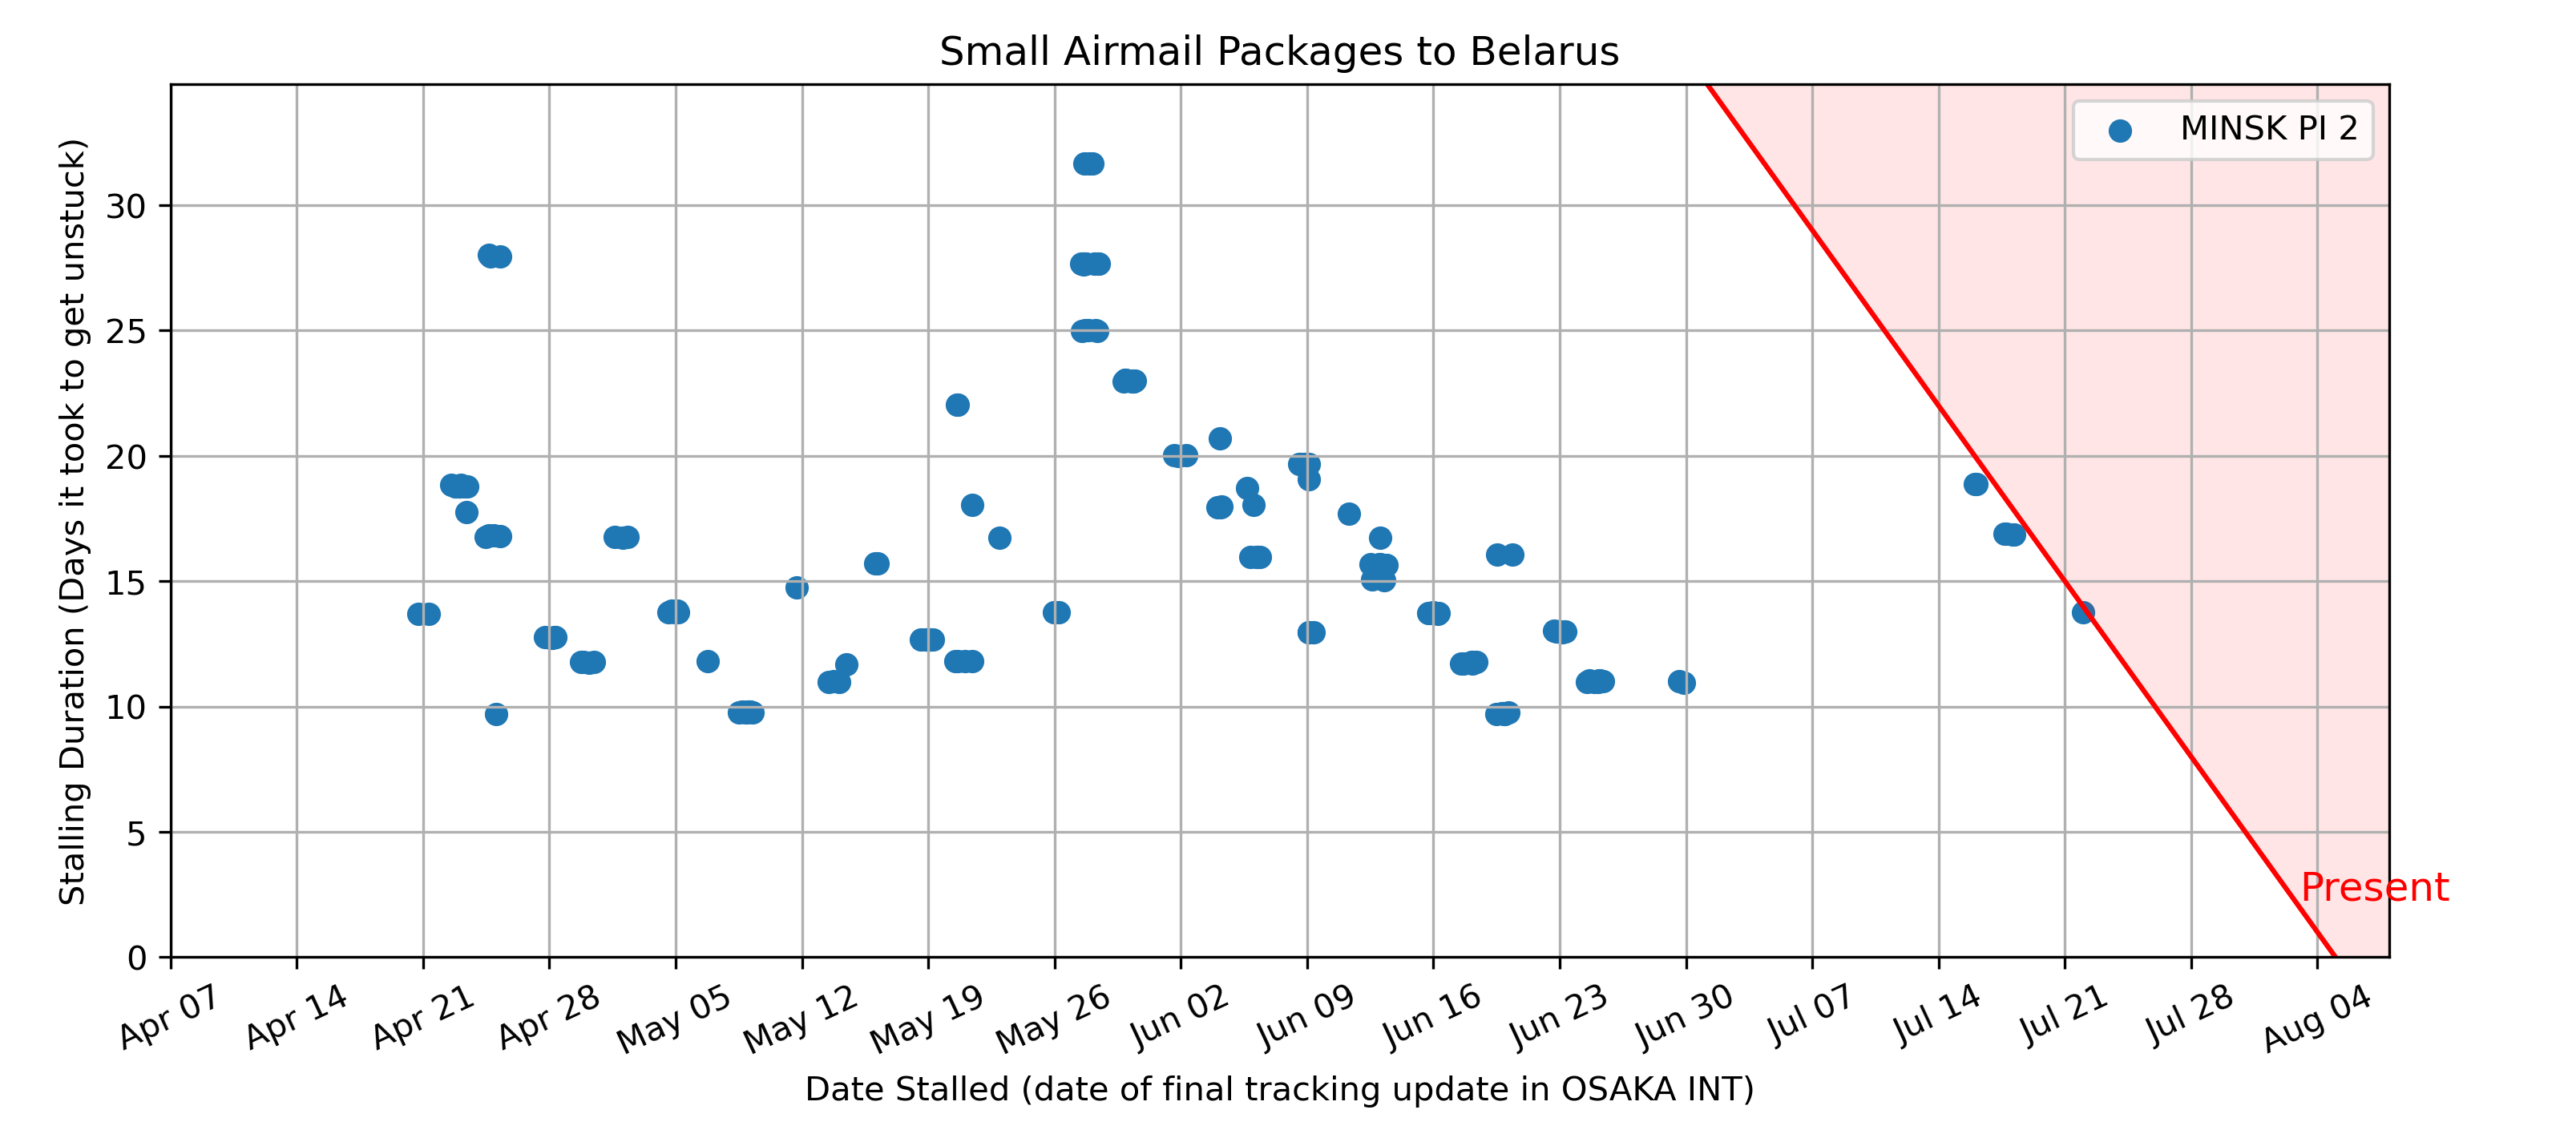 Small Airmail Packages to Belarus
MINSK PI 2
Stalling Duration (Days it took to get unstuck)
30
25
20
15
10
5
0
Present
Apr 07
Apr 14
Apr 21
Apr 28
May 05
May 12
May 19
May 26
Jun 02
Jun 09
Jun 16
Jun 23
Jun 30
Jul 07
Jul 14
Jul 21
Jul 28
Aug 04
Date Stalled (date of final tracking update in OSAKA INT)